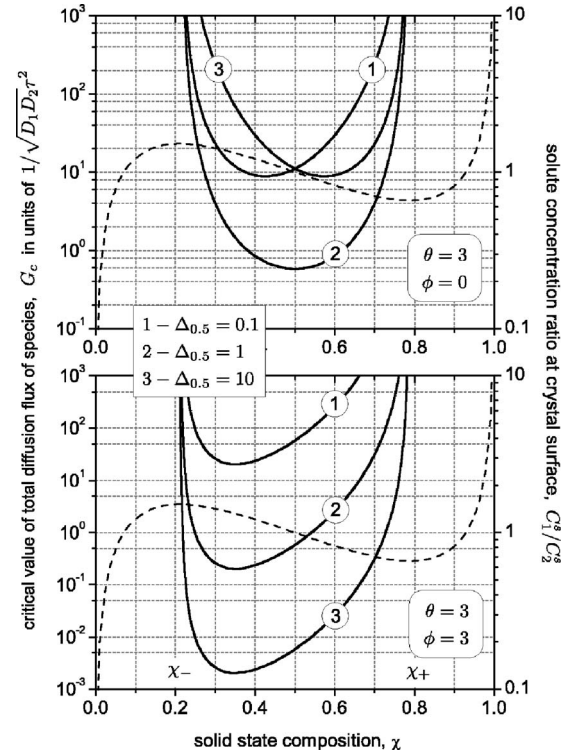 critical value of total diffusion flux of species, G_c in units of 1/√D₁D₂τ²
solute concentration ratio at crystal surface, C₁ˢ/C₂ˢ
10³
10²
10¹
10⁰
10⁻¹
10
1
0.1
3
1
2
θ = 3
ϕ = 0
0.0 0.2 0.4 0.6 0.8 1.0
1 – Δ₀.₅ = 0.1
2 – Δ₀.₅ = 1
3 – Δ₀.₅ = 10
10³
10²
10¹
10⁰
10⁻¹
10⁻²
10⁻³
10
1
0.1
1
2
3
θ = 3
ϕ = 3
χ₋ χ₊
0.0 0.2 0.4 0.6 0.8 1.0
solid state composition, χ